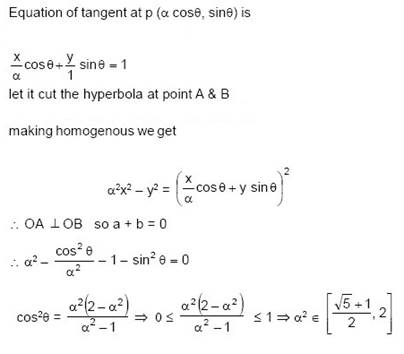 Equation of tangent at p (α cosθ, sinθ) is
x/α cosθ + y/1 sinθ = 1
let it cut the hyperbola at point A & B
making homogenous we get
α²x² – y² = (x/α cosθ + y sinθ)²
∴ OA ⊥ OB so a + b = 0
∴ α² – cos²θ/α² – 1 – sin²θ = 0
cos²θ = α²(2 – α²)/α² – 1 ⇒ 0 ≤ α²(2 – α²)/α² – 1 ≤ 1 ⇒ α² ∈ [√5 + 1/2, 2]